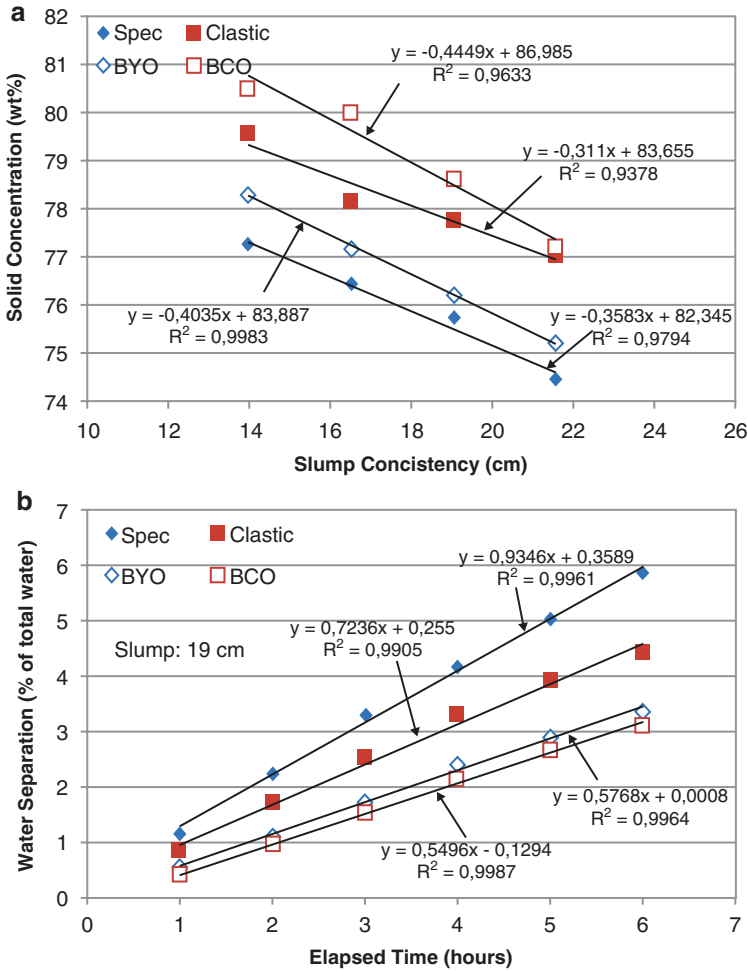 a
Spec
Clastic
BYO
BCO
y = -0,4449x + 86,985
R² = 0,9633
y = -0,311x + 83,655
R² = 0,9378
y = -0,4035x + 83,887
R² = 0,9983
y = -0,3583x + 82,345
R² = 0,9794
82
81
80
79
78
77
76
75
74
10 12 14 16 18 20 22 24 26
Solid Concentration (wt%)
Slump Concistency (cm)
b
Spec
Clastic
BYO
BCO
Slump: 19 cm
y = 0,9346x + 0,3589
R² = 0,9961
y = 0,7236x + 0,255
R² = 0,9905
y = 0,5768x + 0,0008
R² = 0,9964
y = 0,5496x - 0,1294
R² = 0,9987
7
6
5
4
3
2
1
0
0 1 2 3 4 5 6 7
Water Separation (% of total water)
Elapsed Time (hours)